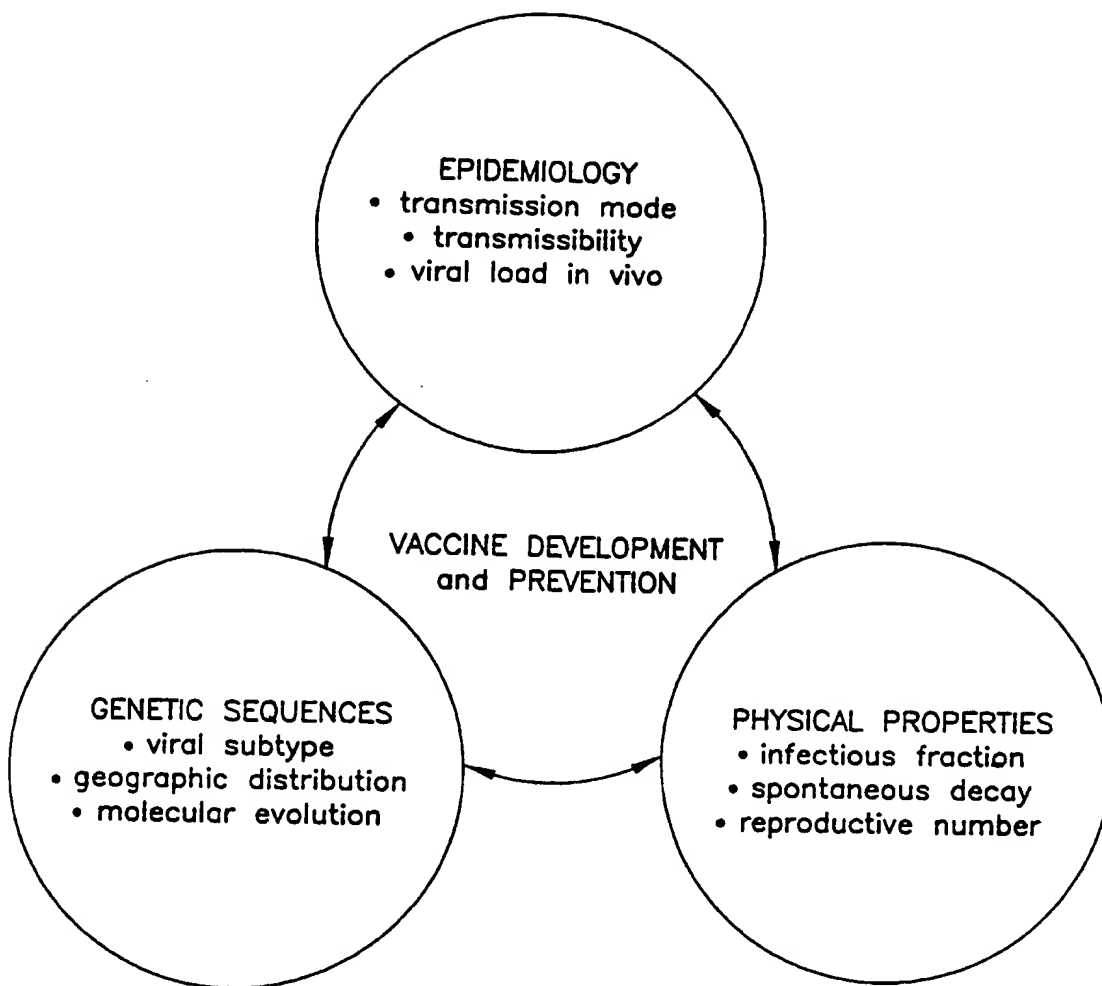 EPIDEMIOLOGY
• transmission mode
• transmissibility
• viral load in vivo
VACCINE DEVELOPMENT
and PREVENTION
GENETIC SEQUENCES
• viral subtype
• geographic distribution
• molecular evolution
PHYSICAL PROPERTIES
• infectious fraction
• spontaneous decay
• reproductive number